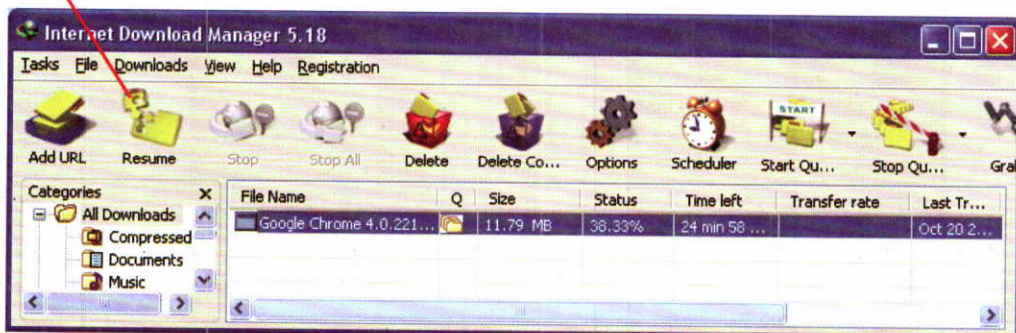 Internet Download Manager 5.18
Tasks File Downloads View Help Registration
START
Add URL Resume Stop Stop All Delete Delete Co... Options Scheduler Start Qu... Stop Qu... Gra
Categories x File Name Q Size Status Time left Transfer rate Last Tr...
All Downloads Google Chrome 4.0.221... 11.79 MB 38.33% 24 min 58 ... Oct 20 2...
Compressed
Documents
Music